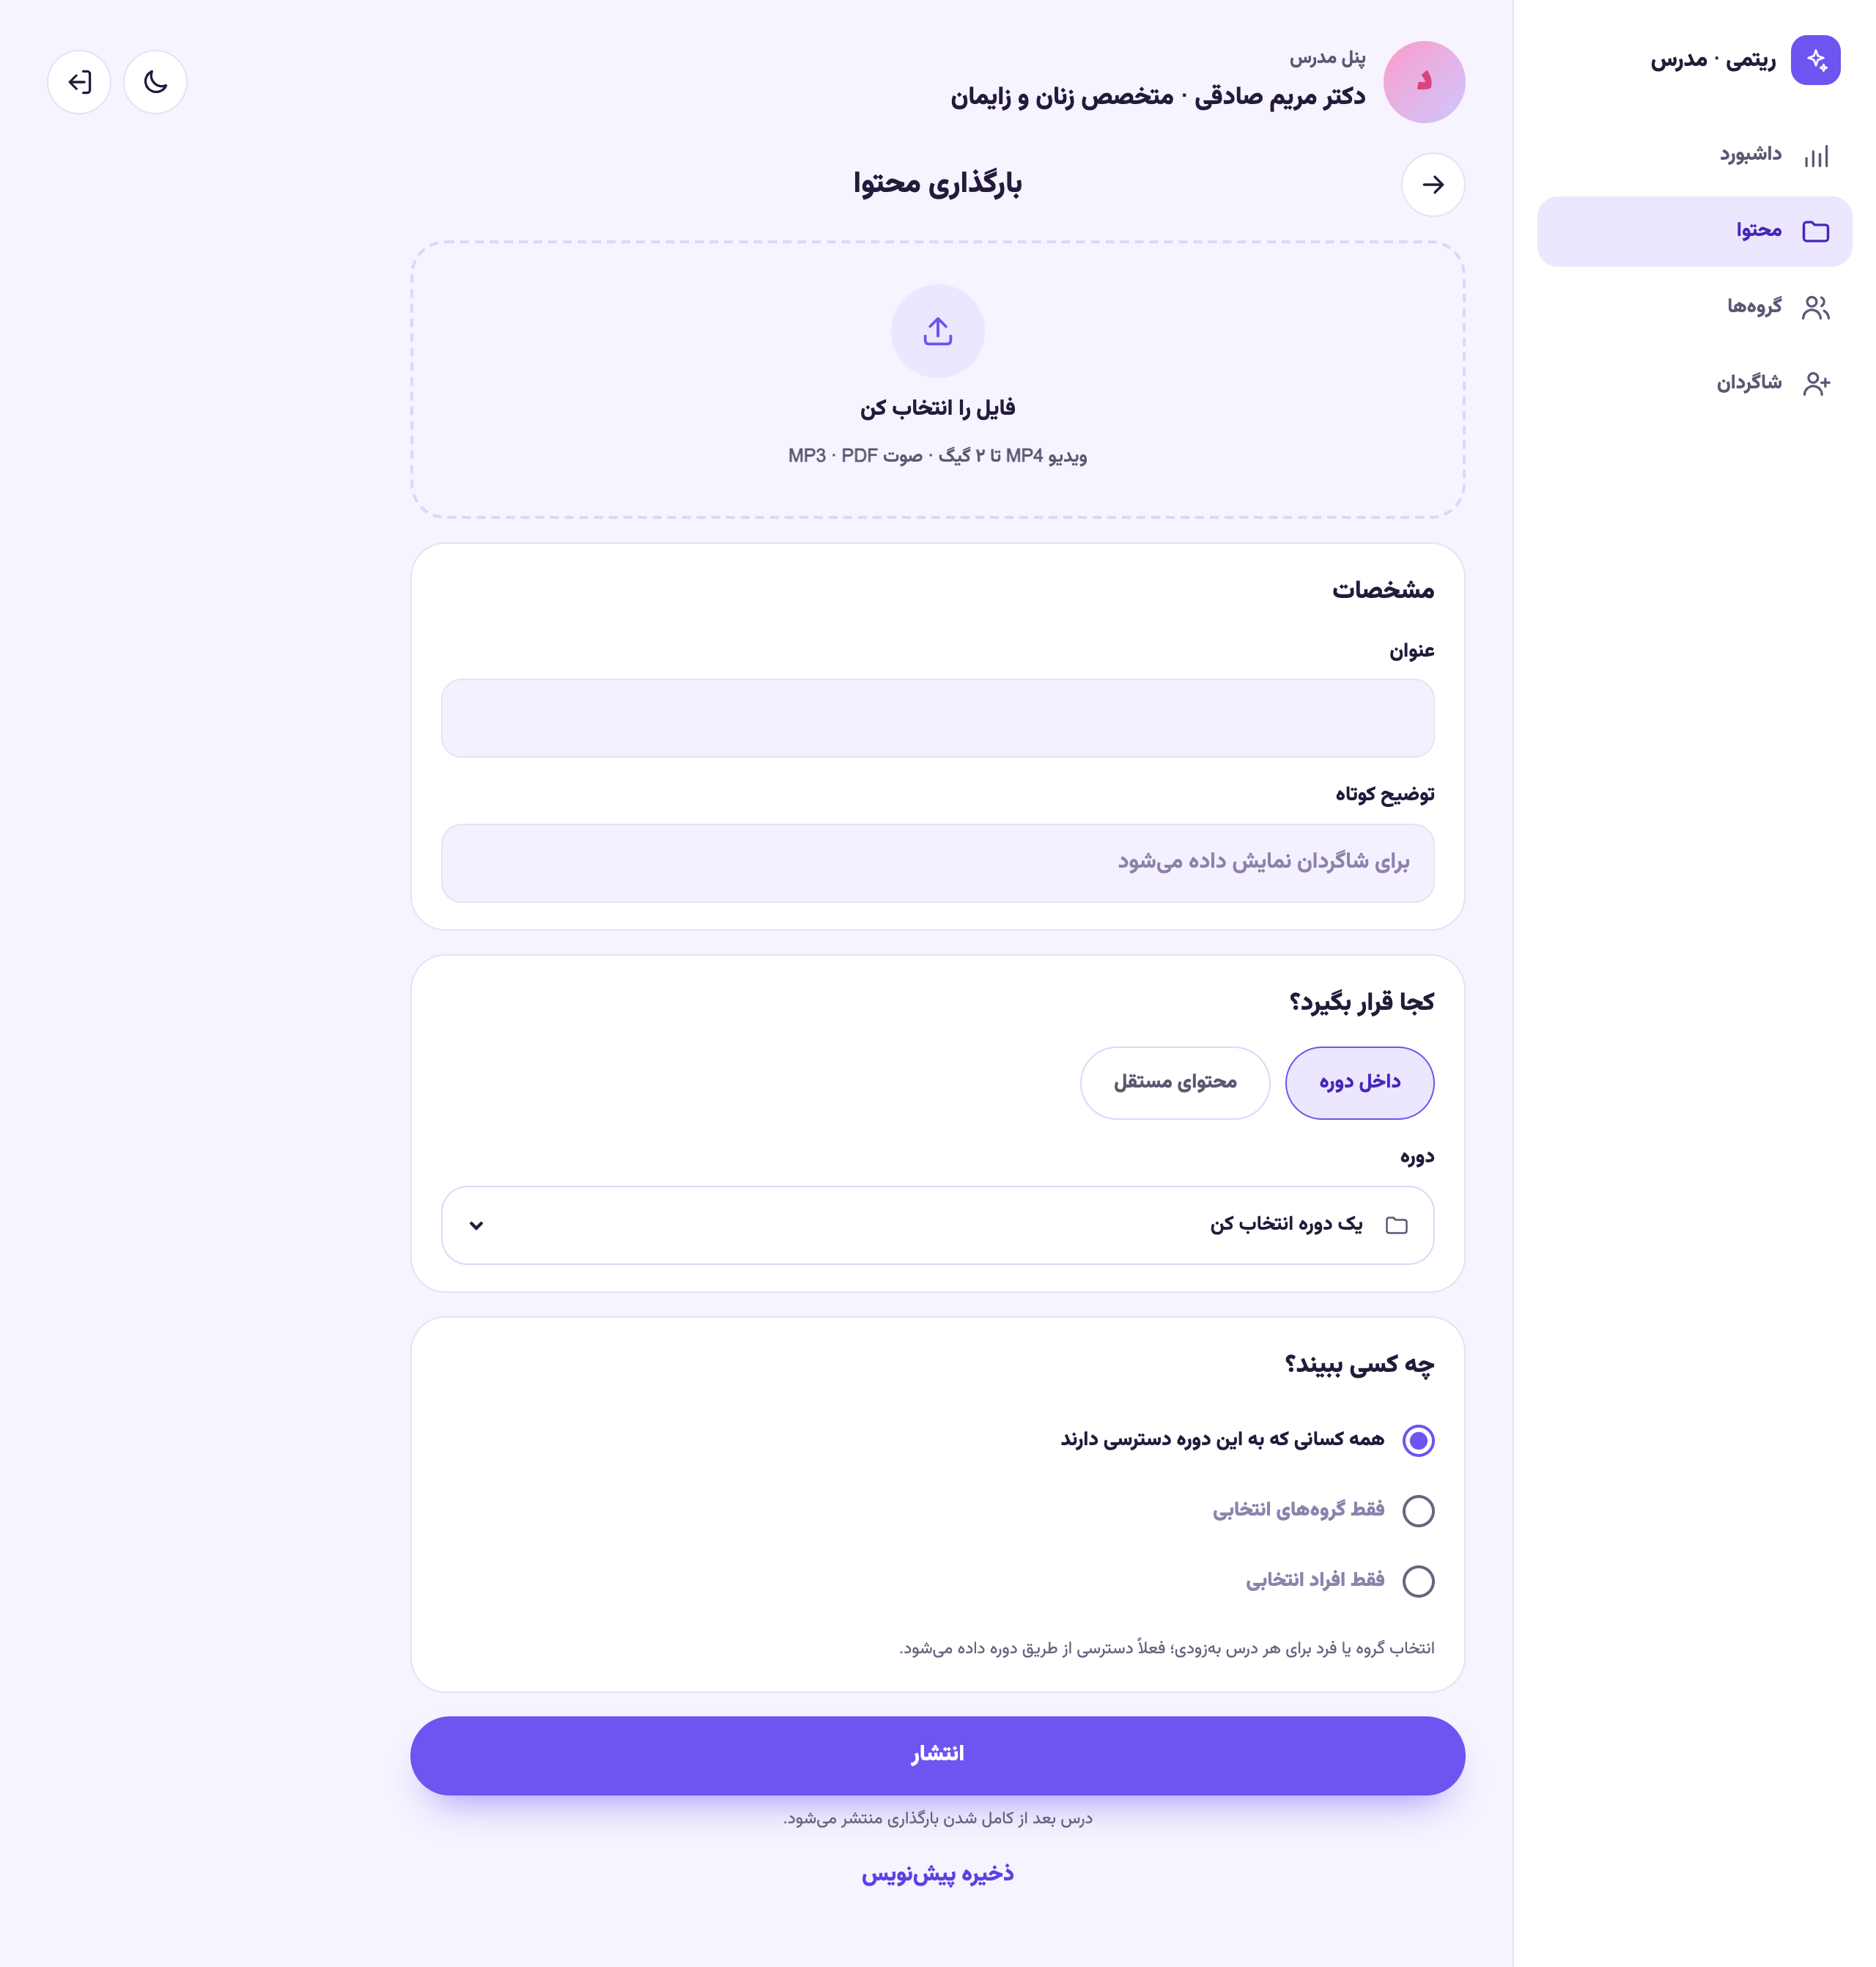 ریتمی · مدرس
داشبورد
محتوا
گروه‌ها
شاگردان
پنل مدرس
د
دکتر مریم صادقی · متخصص زنان و زایمان
بارگذاری محتوا
فایل را انتخاب کن
ویدیو MP4 تا ۲ گیگ · صوت MP3 · PDF
مشخصات
عنوان
توضیح کوتاه
برای شاگردان نمایش داده می‌شود
کجا قرار بگیرد؟
داخل دوره
محتوای مستقل
دوره
یک دوره انتخاب کن
چه کسی ببیند؟
همه کسانی که به این دوره دسترسی دارند
فقط گروه‌های انتخابی
فقط افراد انتخابی
انتخاب گروه یا فرد برای هر درس به‌زودی؛ فعلاً دسترسی از طریق دوره داده می‌شود.
انتشار
درس بعد از کامل شدن بارگذاری منتشر می‌شود.
ذخیره پیش‌نویس